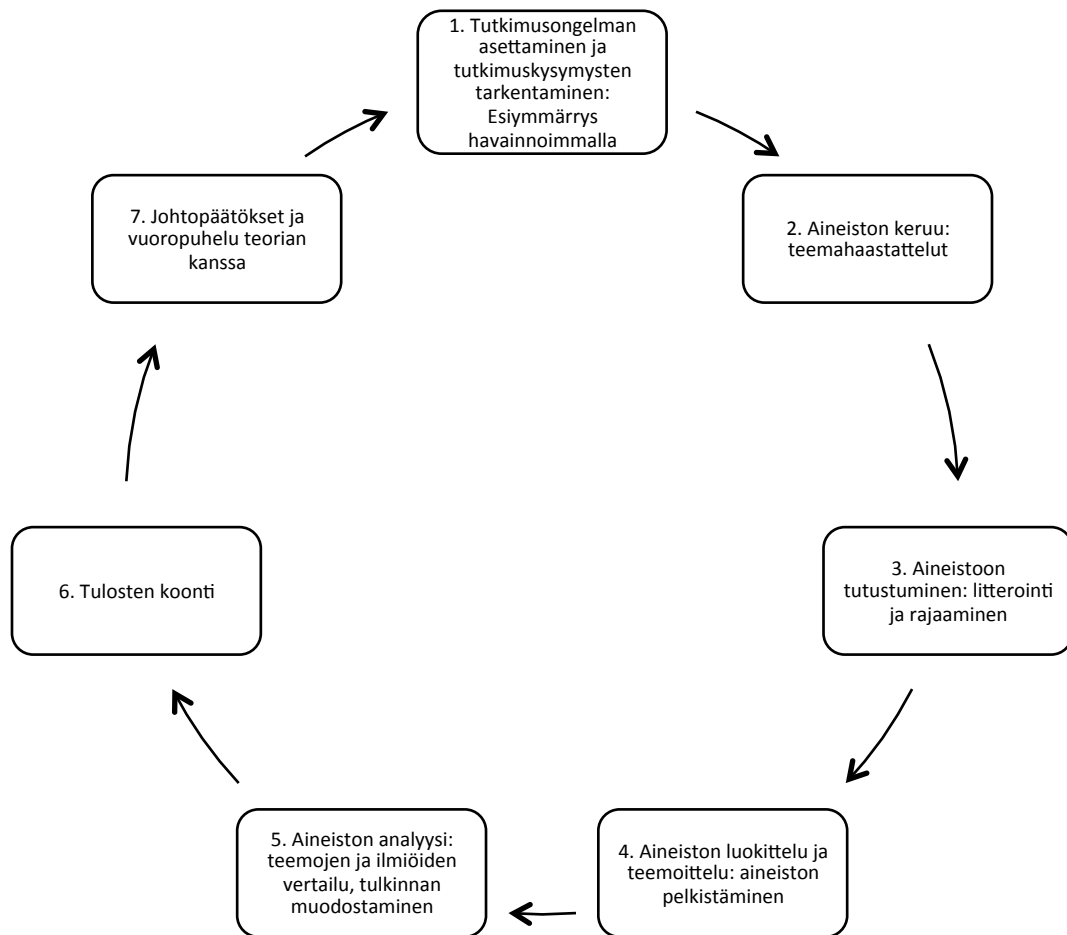 1. Tutkimusongelman
asettaminen ja
tutkimuskysymysten
tarkentaminen:
Esiymmärrys
havainnoimmalla
2. Aineiston keruu:
teemahaastattelut
3. Aineistoon
tutustuminen: litterointi
ja rajaaminen
4. Aineiston luokittelu ja
teemoittelu: aineiston
pelkistäminen
5. Aineiston analyysi:
teemojen ja ilmiöiden
vertailu, tulkinnan
muodostaminen
6. Tulosten koonti
7. Johtopäätökset ja
vuoropuhelu teorian
kanssa